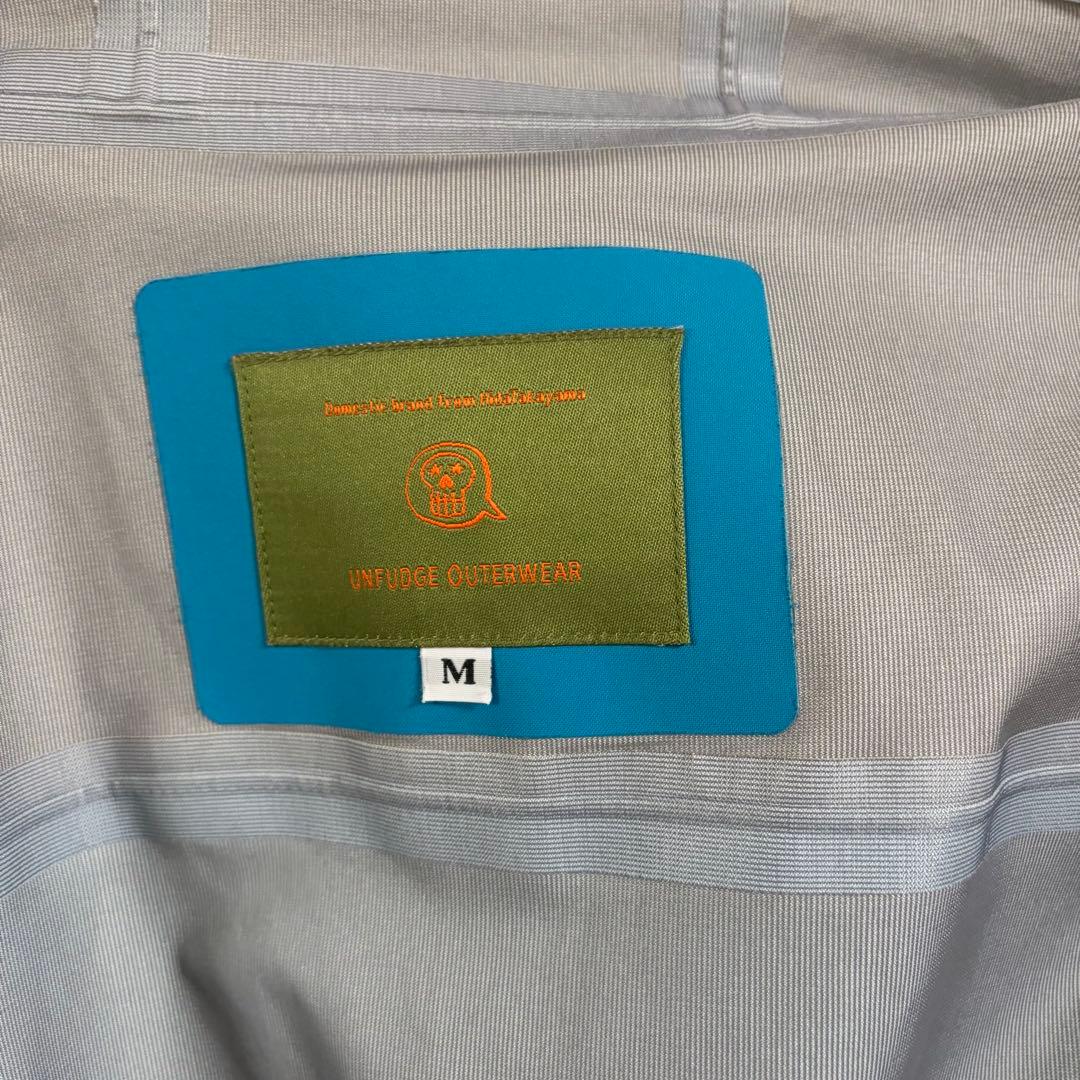 Domestic brand from HidaTakayama
UNFUDGE OUTERWEAR
M